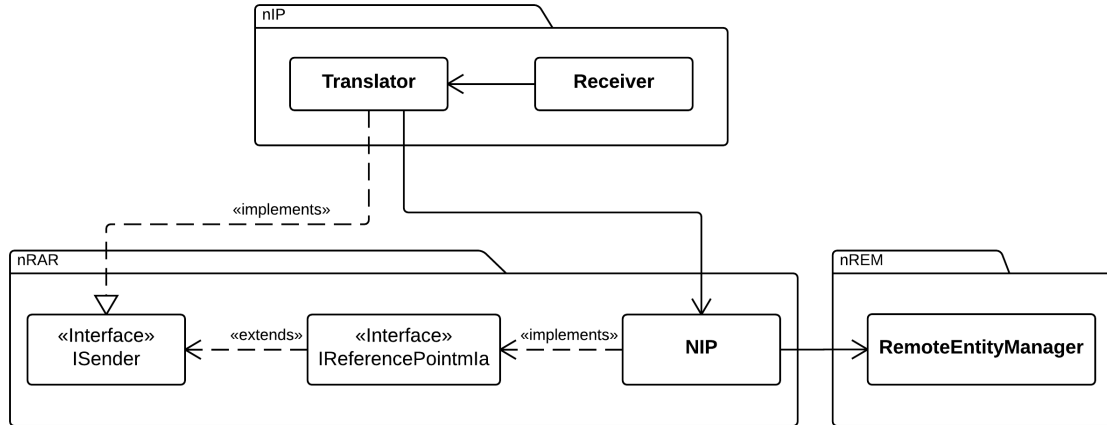 nIP
Translator
Receiver
«implements»
nRAR
nREM
«Interface»
ISender
«extends»
«Interface»
IReferencePointmIa
«implements»
NIP
RemoteEntityManager